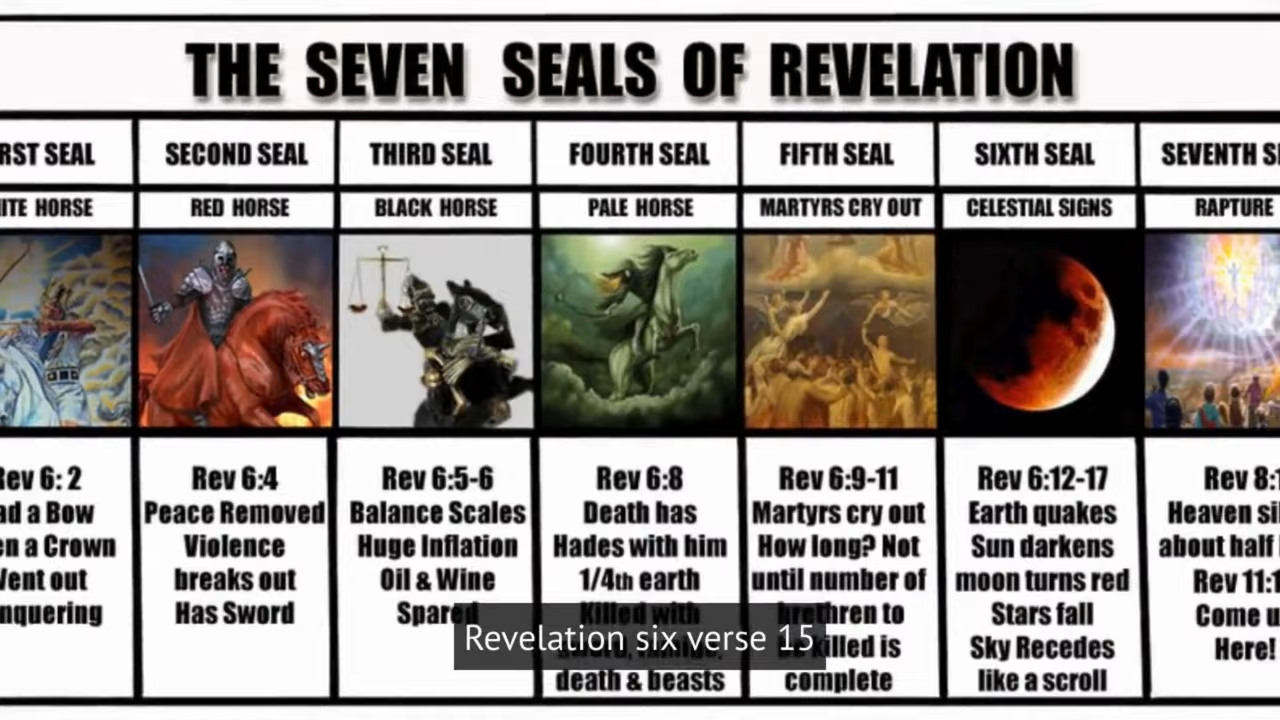 THE SEVEN SEALS OF REVELATION
RST SEAL
SECOND SEAL
THIRD SEAL
FOURTH SEAL
FIFTH SEAL
SIXTH SEAL
SEVENTH S
ITE HORSE
RED HORSE
BLACK HORSE
PALE HORSE
MARTYRS CRY OUT
CELESTIAL SIGNS
RAPTURE
Rev 6: 2
ad a Bow
en a Crown
Vent out
nquering
Rev 6:4
Peace Removed
Violence
breaks out
Has Sword
Rev 6:5-6
Balance Scales
Huge Inflation
Oil & Wine
Spared
Rev 6:8
Death has
Hades with him
1/4th earth
Killed with
death & beasts
Rev 6:9-11
Martyrs cry out
How long? Not
until number of
brethren to
be killed is
complete
Rev 6:12-17
Earth quakes
Sun darkens
moon turns red
Stars fall
Sky Recedes
like a scroll
Rev 8:1
Heaven si
about half
Rev 11:1
Come u
Here!
Revelation six verse 15